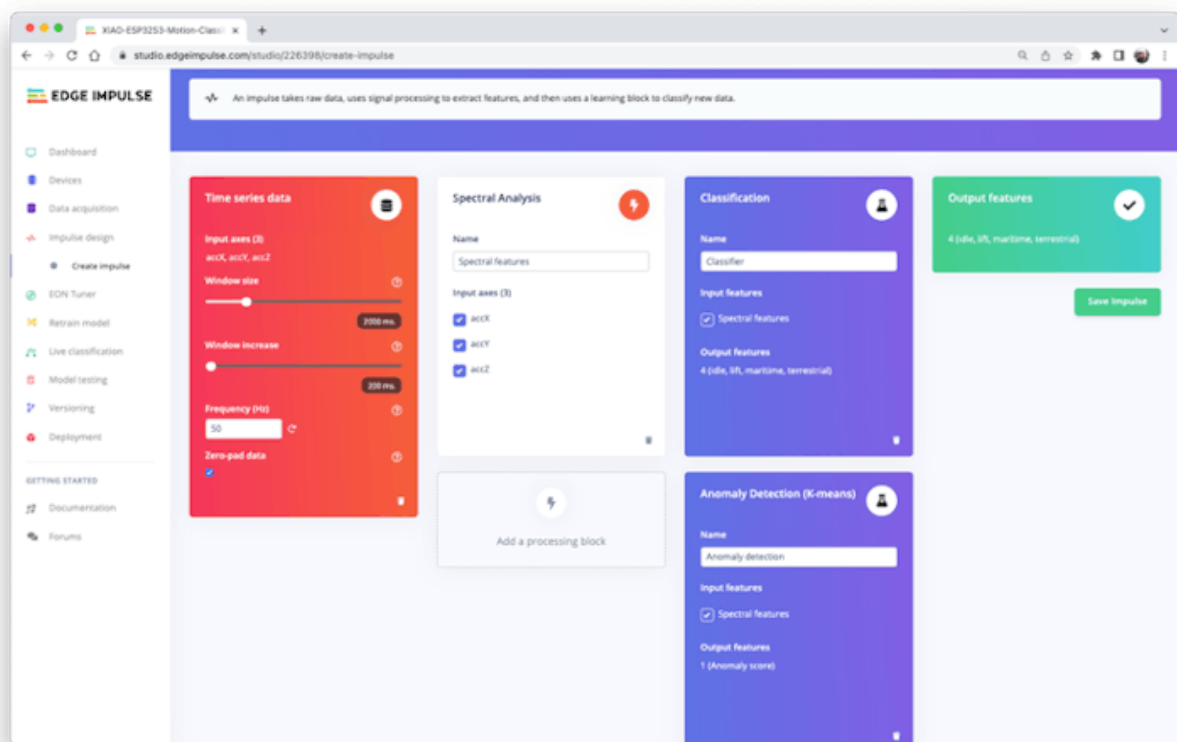 XIAO-ESP32S3-Motion-Classi
studio.edgeimpulse.com/studio/226398/create-impulse
EDGE IMPULSE
An impulse takes raw data, uses signal processing to extract features, and then uses a learning block to classify new data.
Dashboard
Devices
Data acquisition
Impulse design
Create impulse
EON Tuner
Retrain model
Live classification
Model testing
Versioning
Deployment
GETTING STARTED
Documentation
Forums
Time series data
Input axes (3)
accX, accY, accZ
Window size
2000 ms.
Window increase
200 ms.
Frequency (Hz)
50
Zero-pad data
Spectral Analysis
Name
Spectral features
Input axes (3)
accX
accY
accZ
Add a processing block
Classification
Name
Classifier
Input features
Spectral features
Output features
4 (idle, lift, maritime, terrestrial)
Anomaly Detection (K-means)
Name
Anomaly detection
Input features
Spectral features
Output features
1 (Anomaly score)
Output features
4 (idle, lift, maritime, terrestrial)
Save Impulse